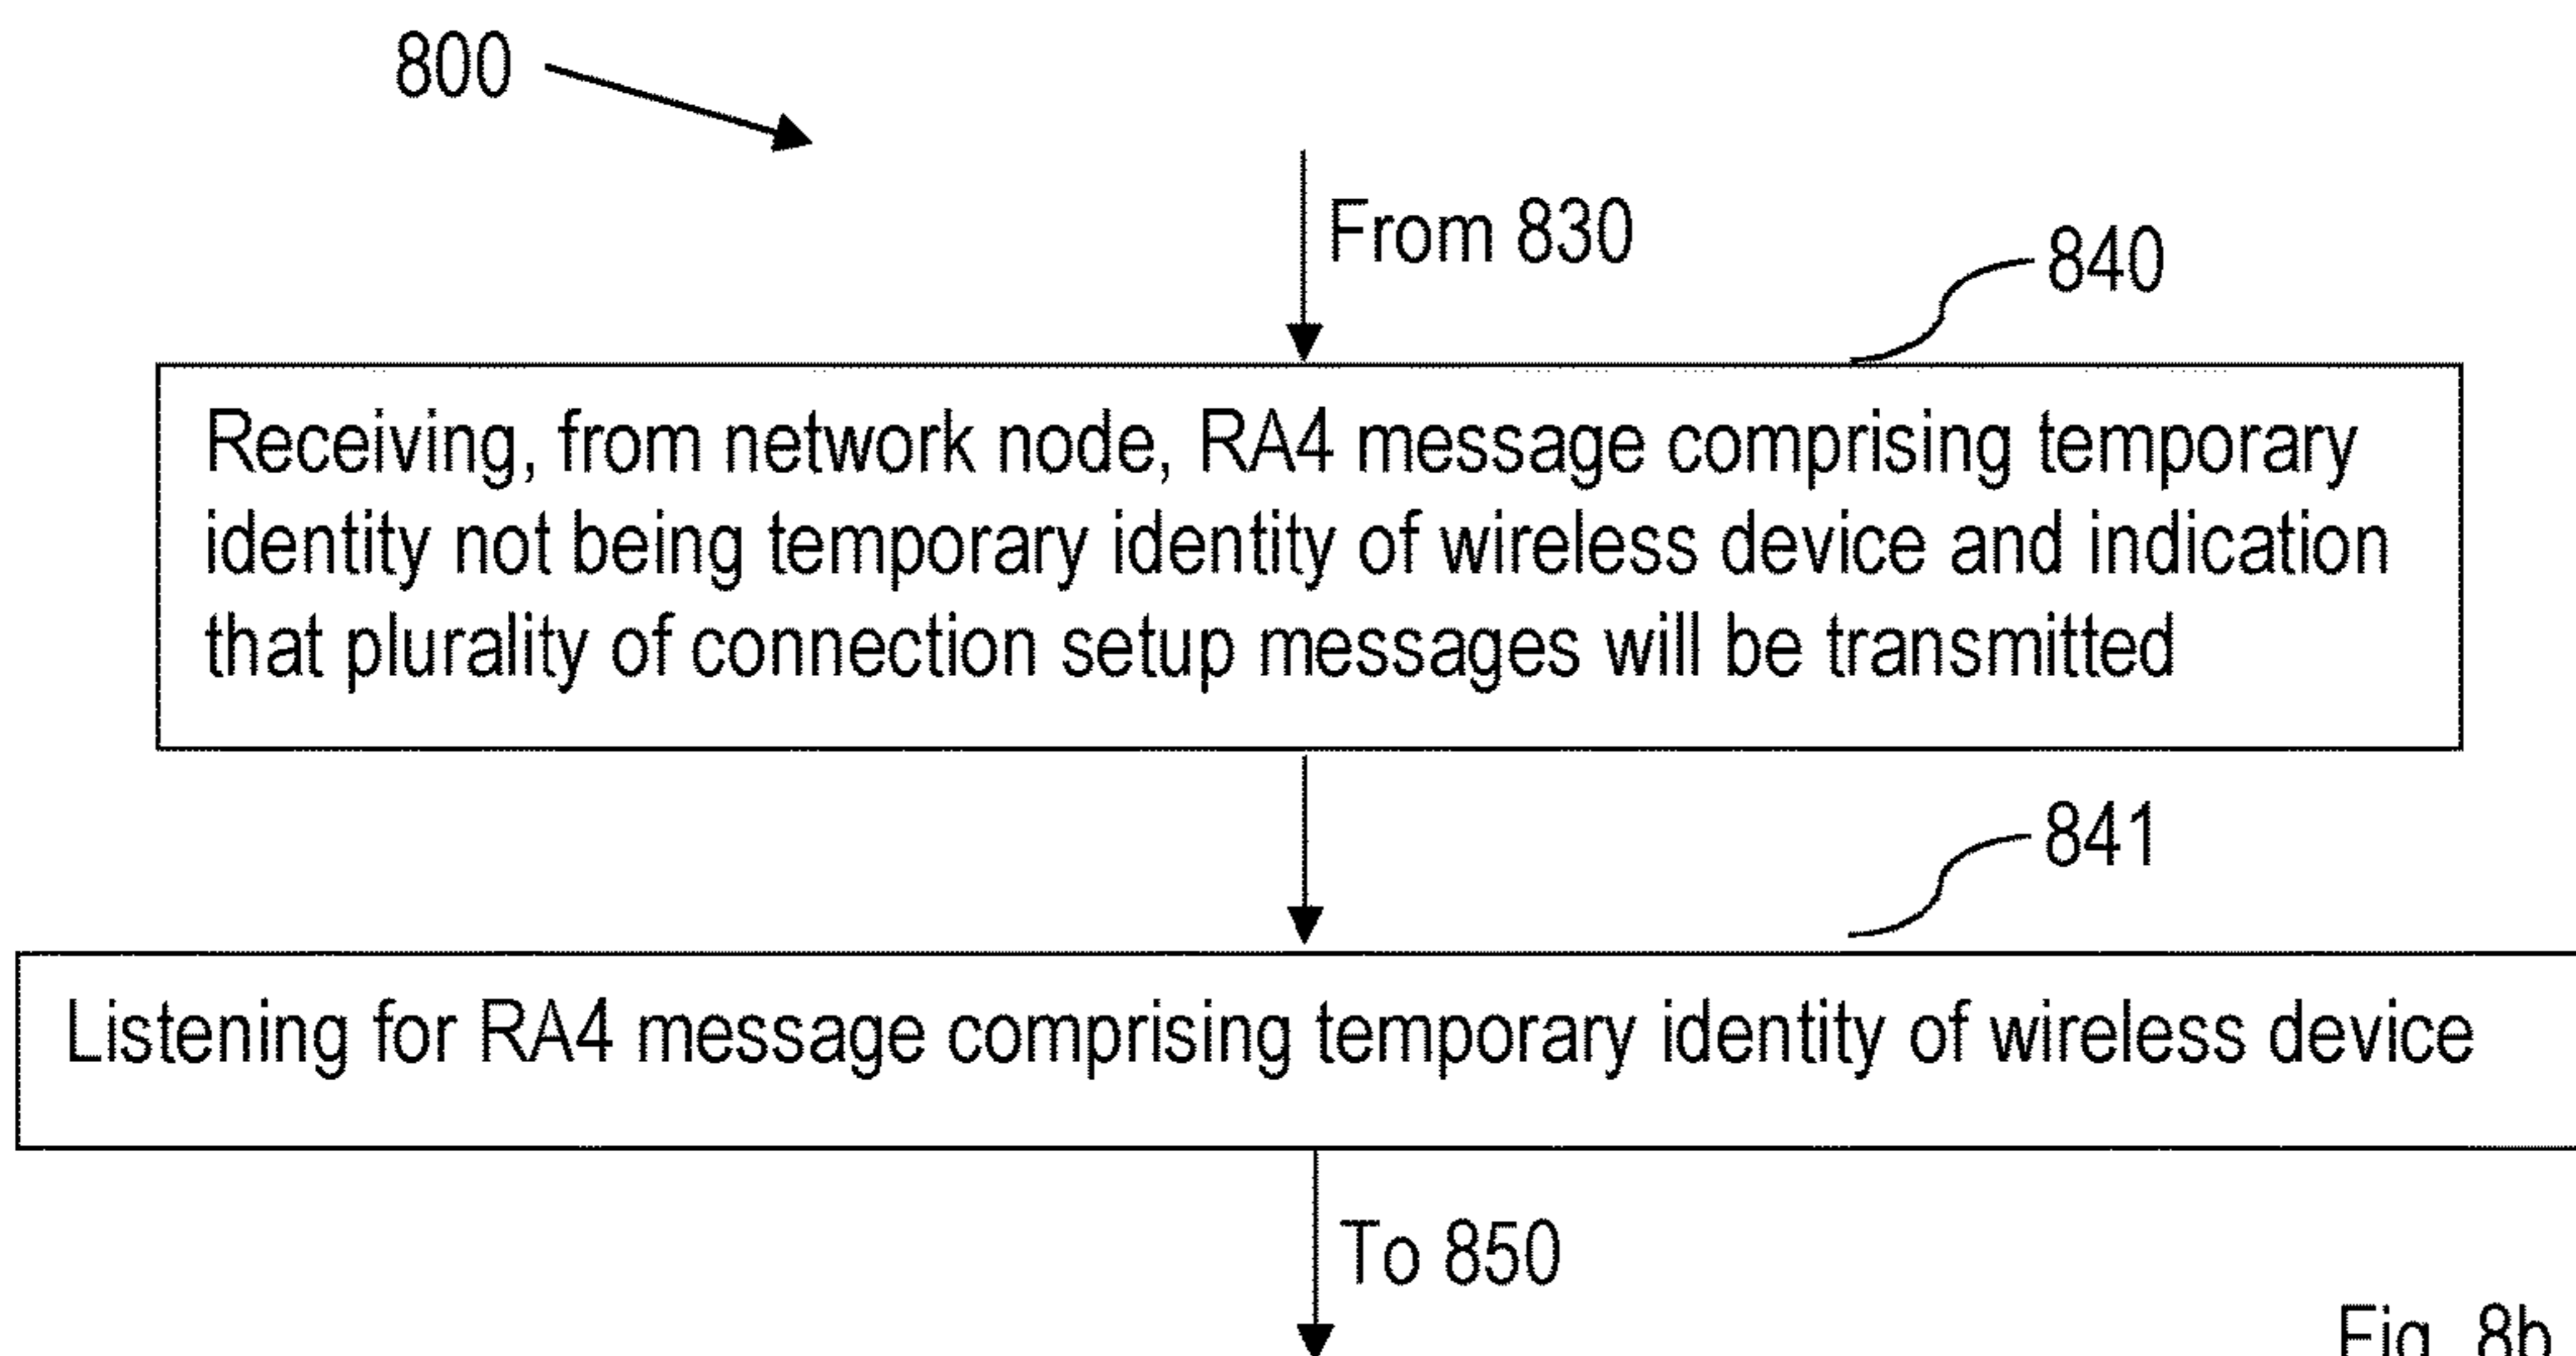 800
From 830
840
Receiving, from network node, RA4 message comprising temporary
identity not being temporary identity of wireless device and indication
that plurality of connection setup messages will be transmitted
841
Listening for RA4 message comprising temporary identity of wireless device
To 850
Fig. 8b